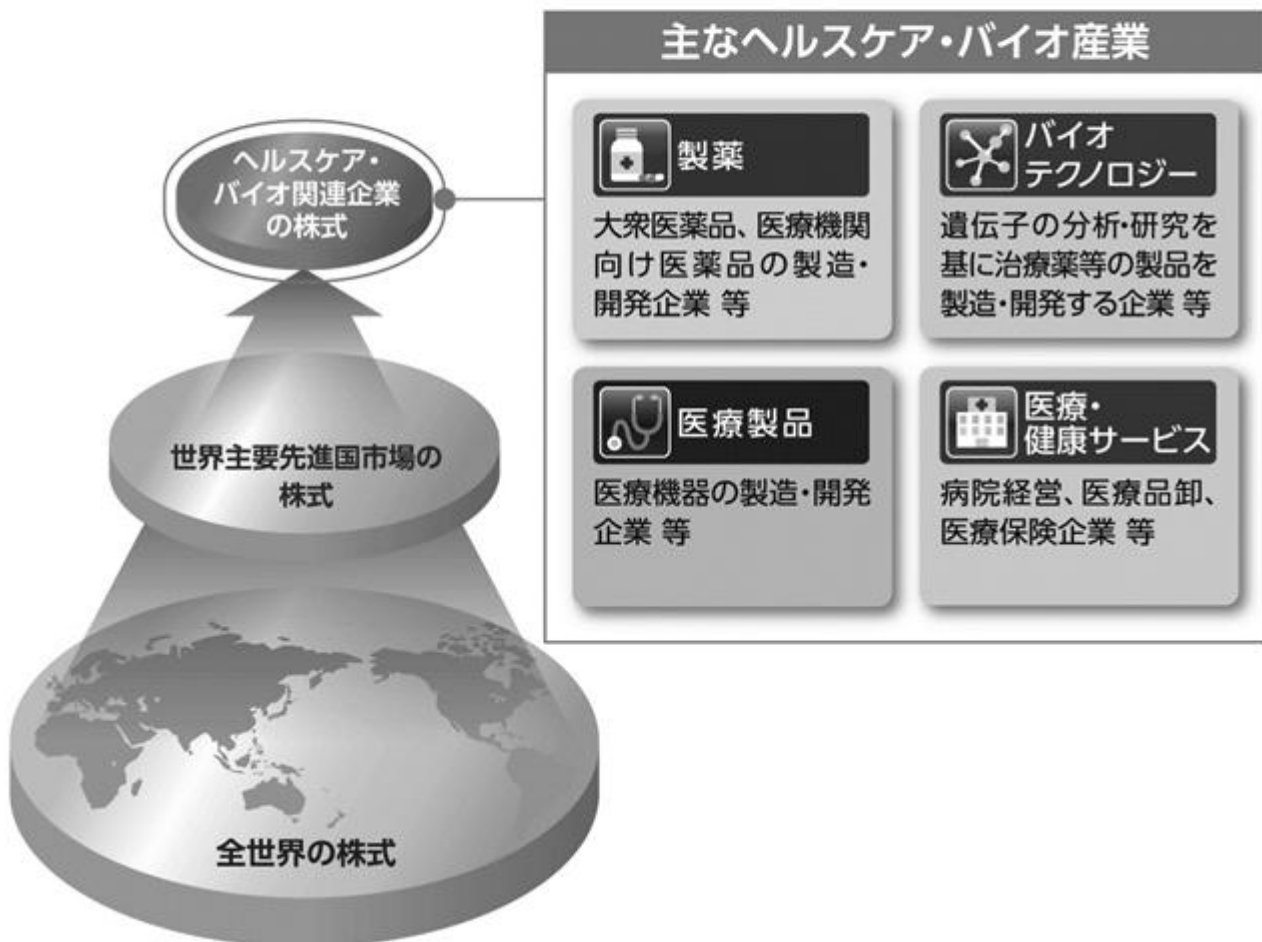 主なヘルスケア・バイオ産業
製薬
大衆医薬品、医療機関
向け医薬品の製造・
開発企業 等
バイオ
テクノロジー
遺伝子の分析・研究を
基に治療薬等の製品を
製造・開発する企業 等
医療製品
医療機器の製造・開発
企業 等
医療・
健康サービス
病院経営、医療品卸、
医療保険企業 等
ヘルスケア・
バイオ関連企業
の株式
世界主要先進国市場の
株式
全世界の株式